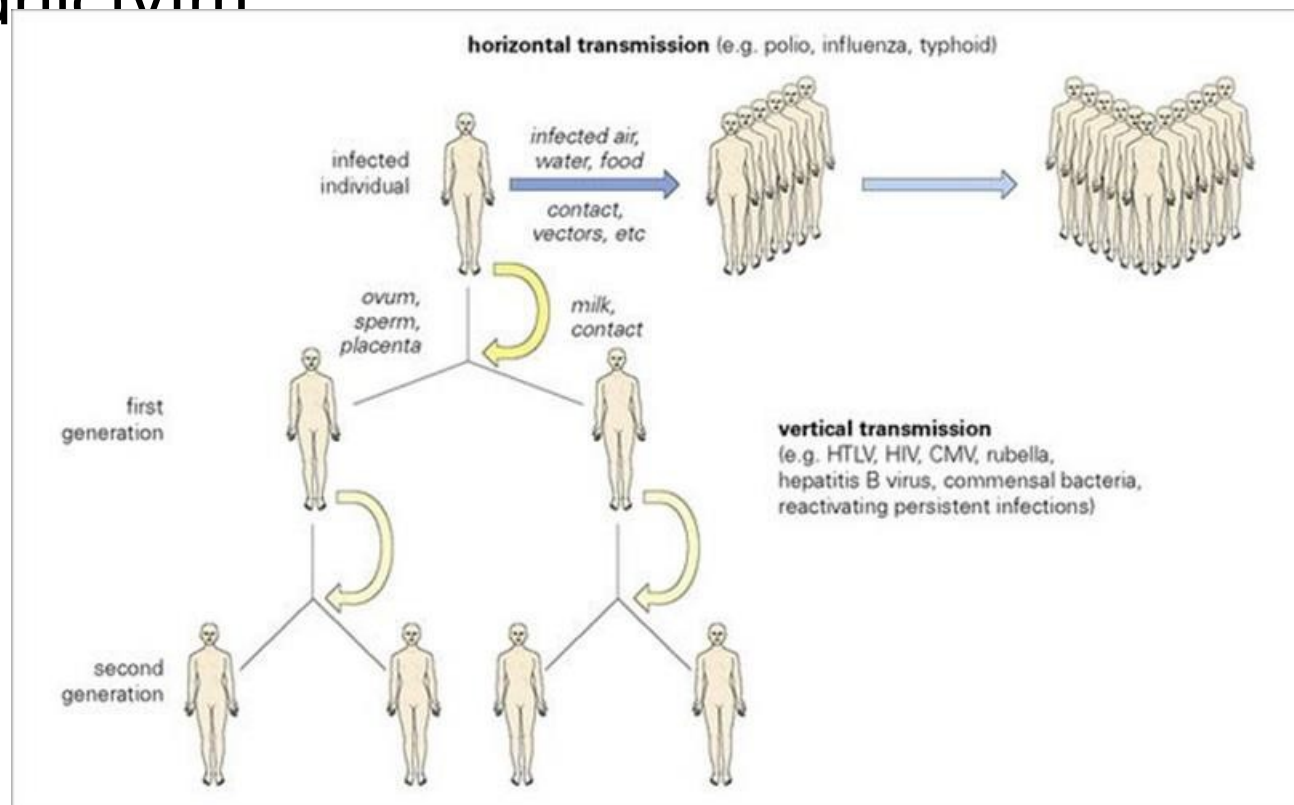 horizontal transmission (e.g. polio, influenza, typhoid)
infected
individual
infected air,
water, food
contact,
vectors, etc
ovum,
sperm,
placenta
milk,
contact
first
generation
vertical transmission
(e.g. HTLV, HIV, CMV, rubella,
hepatitis B virus, commensal bacteria,
reactivating persistent infections)
second
generation